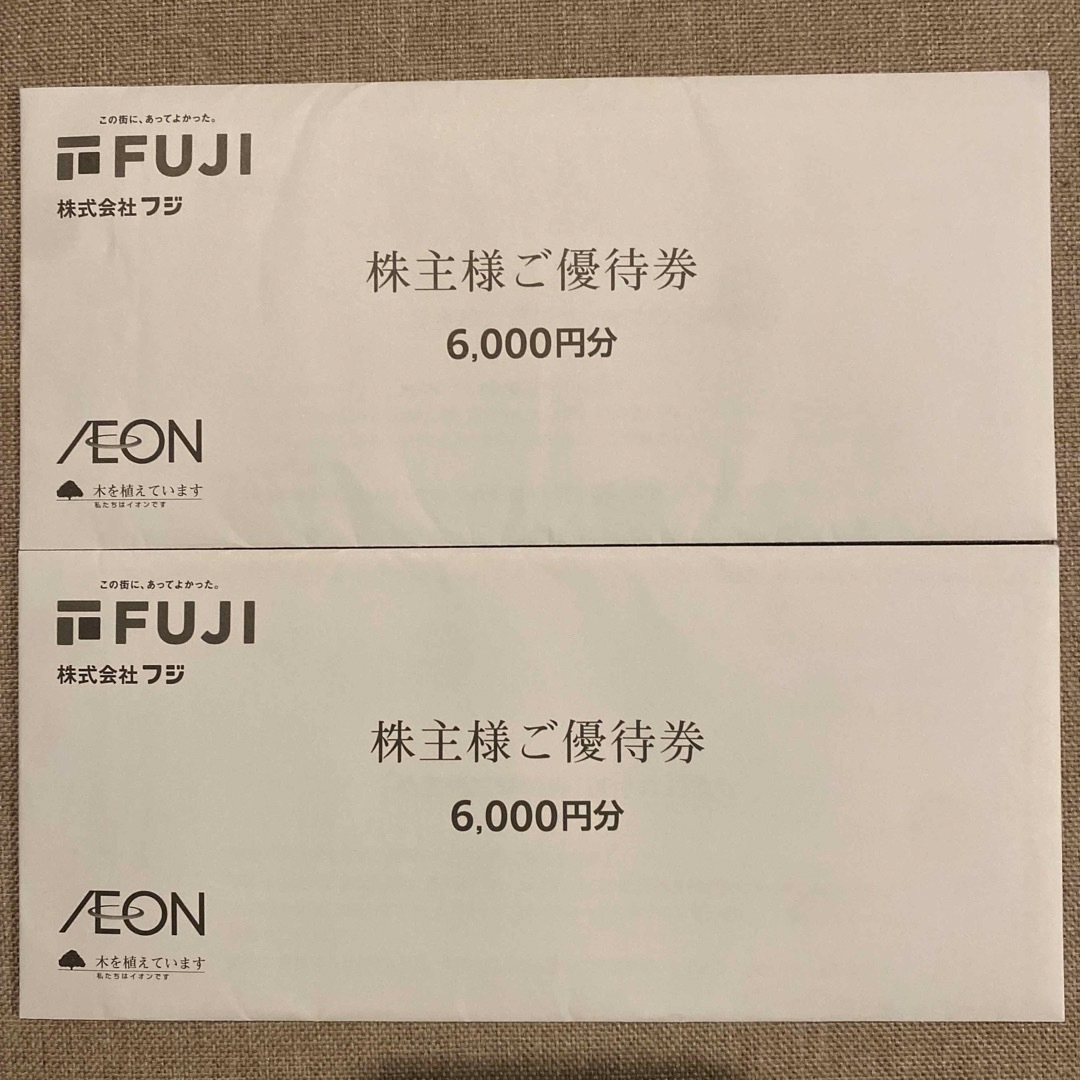 この街に、あってよかった。
FUJI
株式会社フジ
株主様ご優待券
6,000円分
ÆON
木を植えています
私たちはイオンです
この街に、あってよかった。
FUJI
株式会社フジ
株主様ご優待券
6,000円分
ÆON
木を植えています
私たちはイオンです